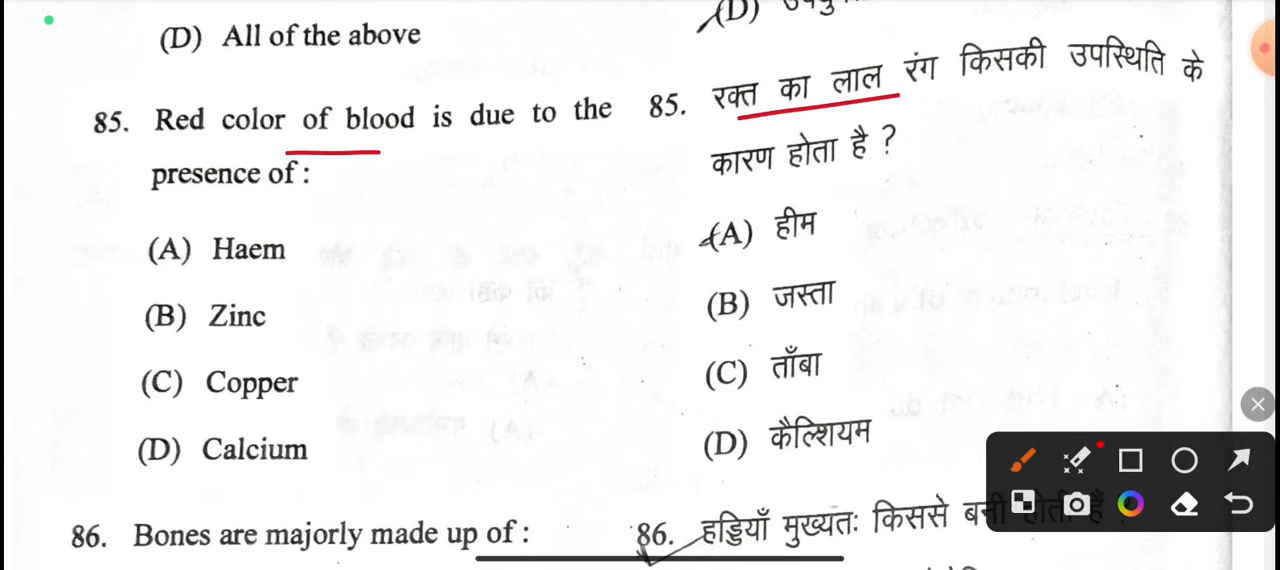 (D) All of the above
(D)
85. Red color of blood is due to the
presence of :
(A) Haem
(B) Zinc
(C) Copper
(D) Calcium
86. Bones are majorly made up of :
85. रक्त का लाल रंग किसकी उपस्थिति के
कारण होता है ?
(A) हीम
(B) जस्ता
(C) ताँबा
(D) कैल्शियम
86. हड्डियाँ मुख्यतः किससे बनी होती हैं